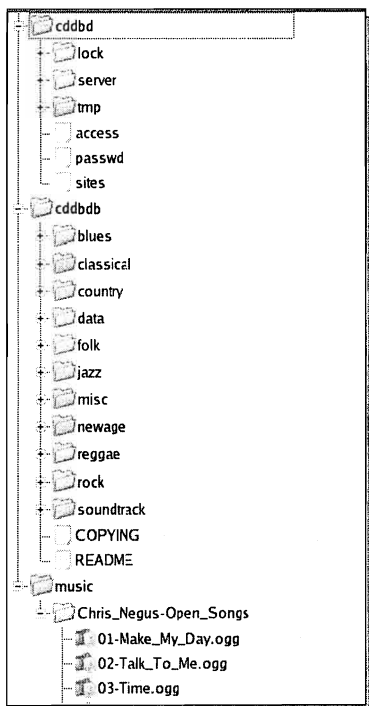 cddbd
lock
server
tmp
access
passwd
sites
cddbdb
blues
classical
country
data
folk
jazz
misc
newage
reggae
rock
soundtrack
COPYING
README
music
Chris_Negus-Open_Songs
01-Make_My_Day.ogg
02-Talk_To_Me.ogg
03-Time.ogg